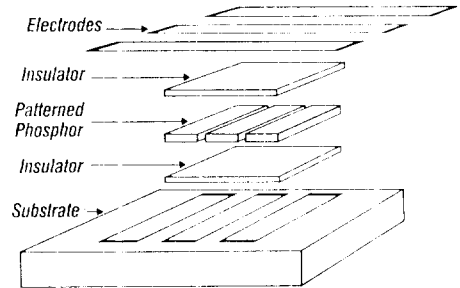 Electrodes
Insulator
Patterned
Phosphor
Insulator
Substrate